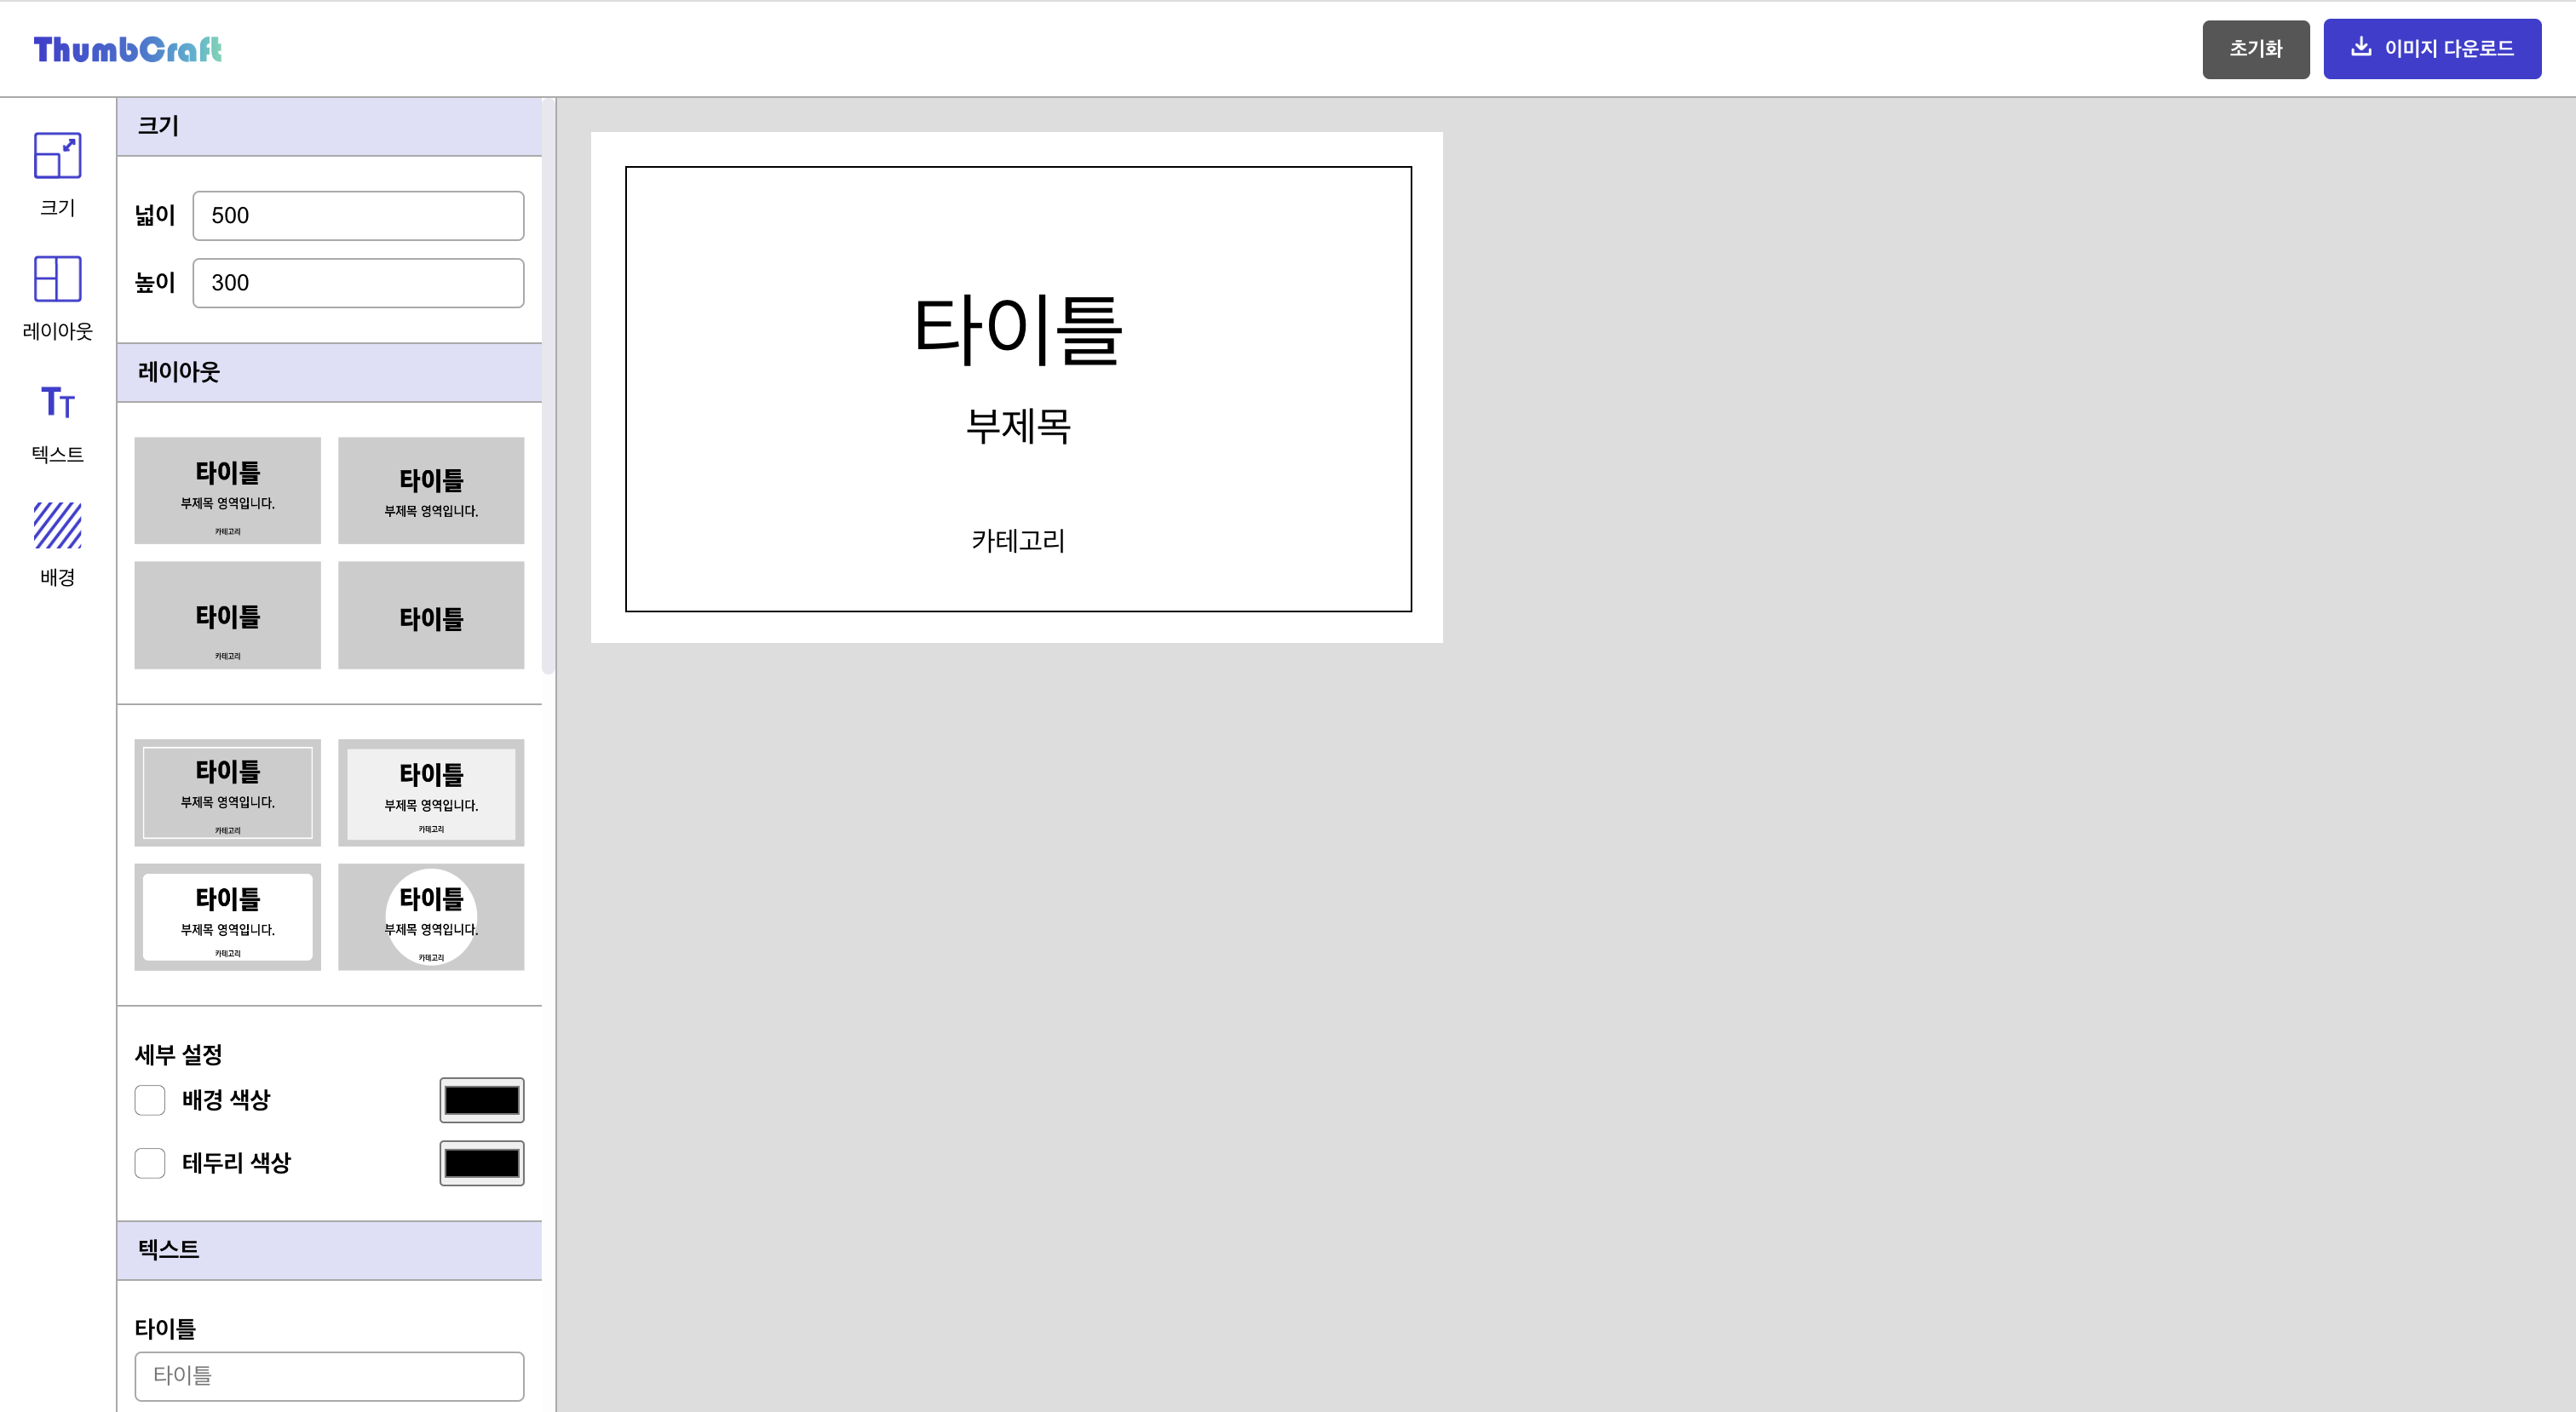 ThumbCraft
초기화
이미지 다운로드
크기
레이아웃
텍스트
배경
크기
넓이
500
높이
300
레이아웃
타이틀
부제목 영역입니다.
카테고리
타이틀
부제목 영역입니다.
타이틀
카테고리
타이틀
타이틀
부제목 영역입니다.
카테고리
타이틀
부제목 영역입니다.
카테고리
타이틀
부제목 영역입니다.
카테고리
타이틀
부제목 영역입니다.
카테고리
세부 설정
배경 색상
테두리 색상
텍스트
타이틀
타이틀
타이틀
부제목
카테고리